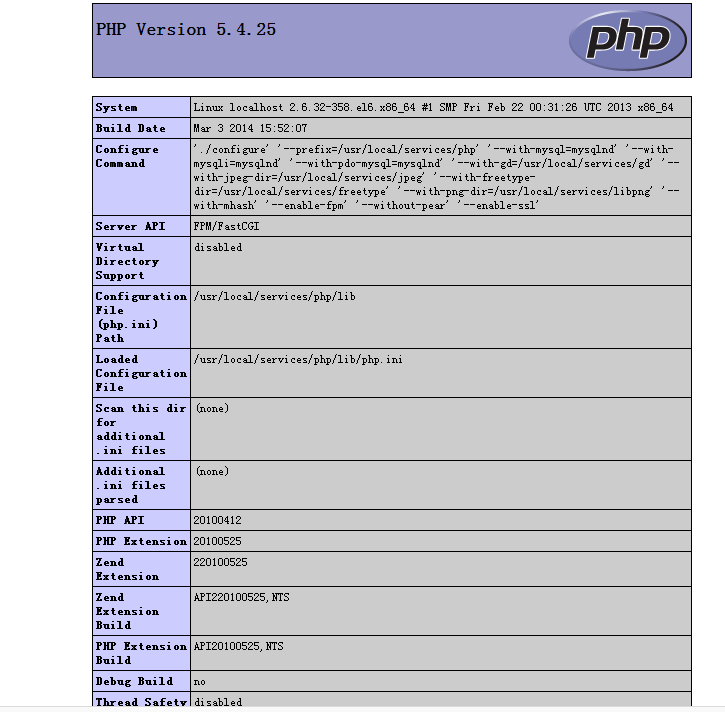 PHP Version 5.4.25
php
System
Linux localhost 2.6.32-358.el6.x86_64 #1 SMP Fri Feb 22 00:31:26 UTC 2013 x86_64
Build Date
Mar 3 2014 15:52:07
Configure
Command
'./configure' '--prefix=/usr/local/services/php' '--with-mysql=mysqlnd' '--with-
mysqli=mysqlnd' '--with-pdo-mysql=mysqlnd' '--with-gd=/usr/local/services/gd' '--
with-jpeg-dir=/usr/local/services/jpeg' '--with-freetype-
dir=/usr/local/services/freetype' '--with-png-dir=/usr/local/services/libpng' '--
with-mhash' '--enable-fpm' '--without-pear' '--enable-ssl'
Server API
FPM/FastCGI
Virtual
Directory
Support
disabled
Configuration
File
(php.ini)
Path
/usr/local/services/php/lib
Loaded
Configuration
File
/usr/local/services/php/lib/php.ini
Scan this dir
for
additional
.ini files
(none)
Additional
.ini files
parsed
(none)
PHP API
20100412
PHP Extension
20100525
Zend
Extension
220100525
Zend
Extension
Build
API220100525,NTS
PHP Extension
Build
API20100525,NTS
Debug Build
no
Thread Safety
disabled